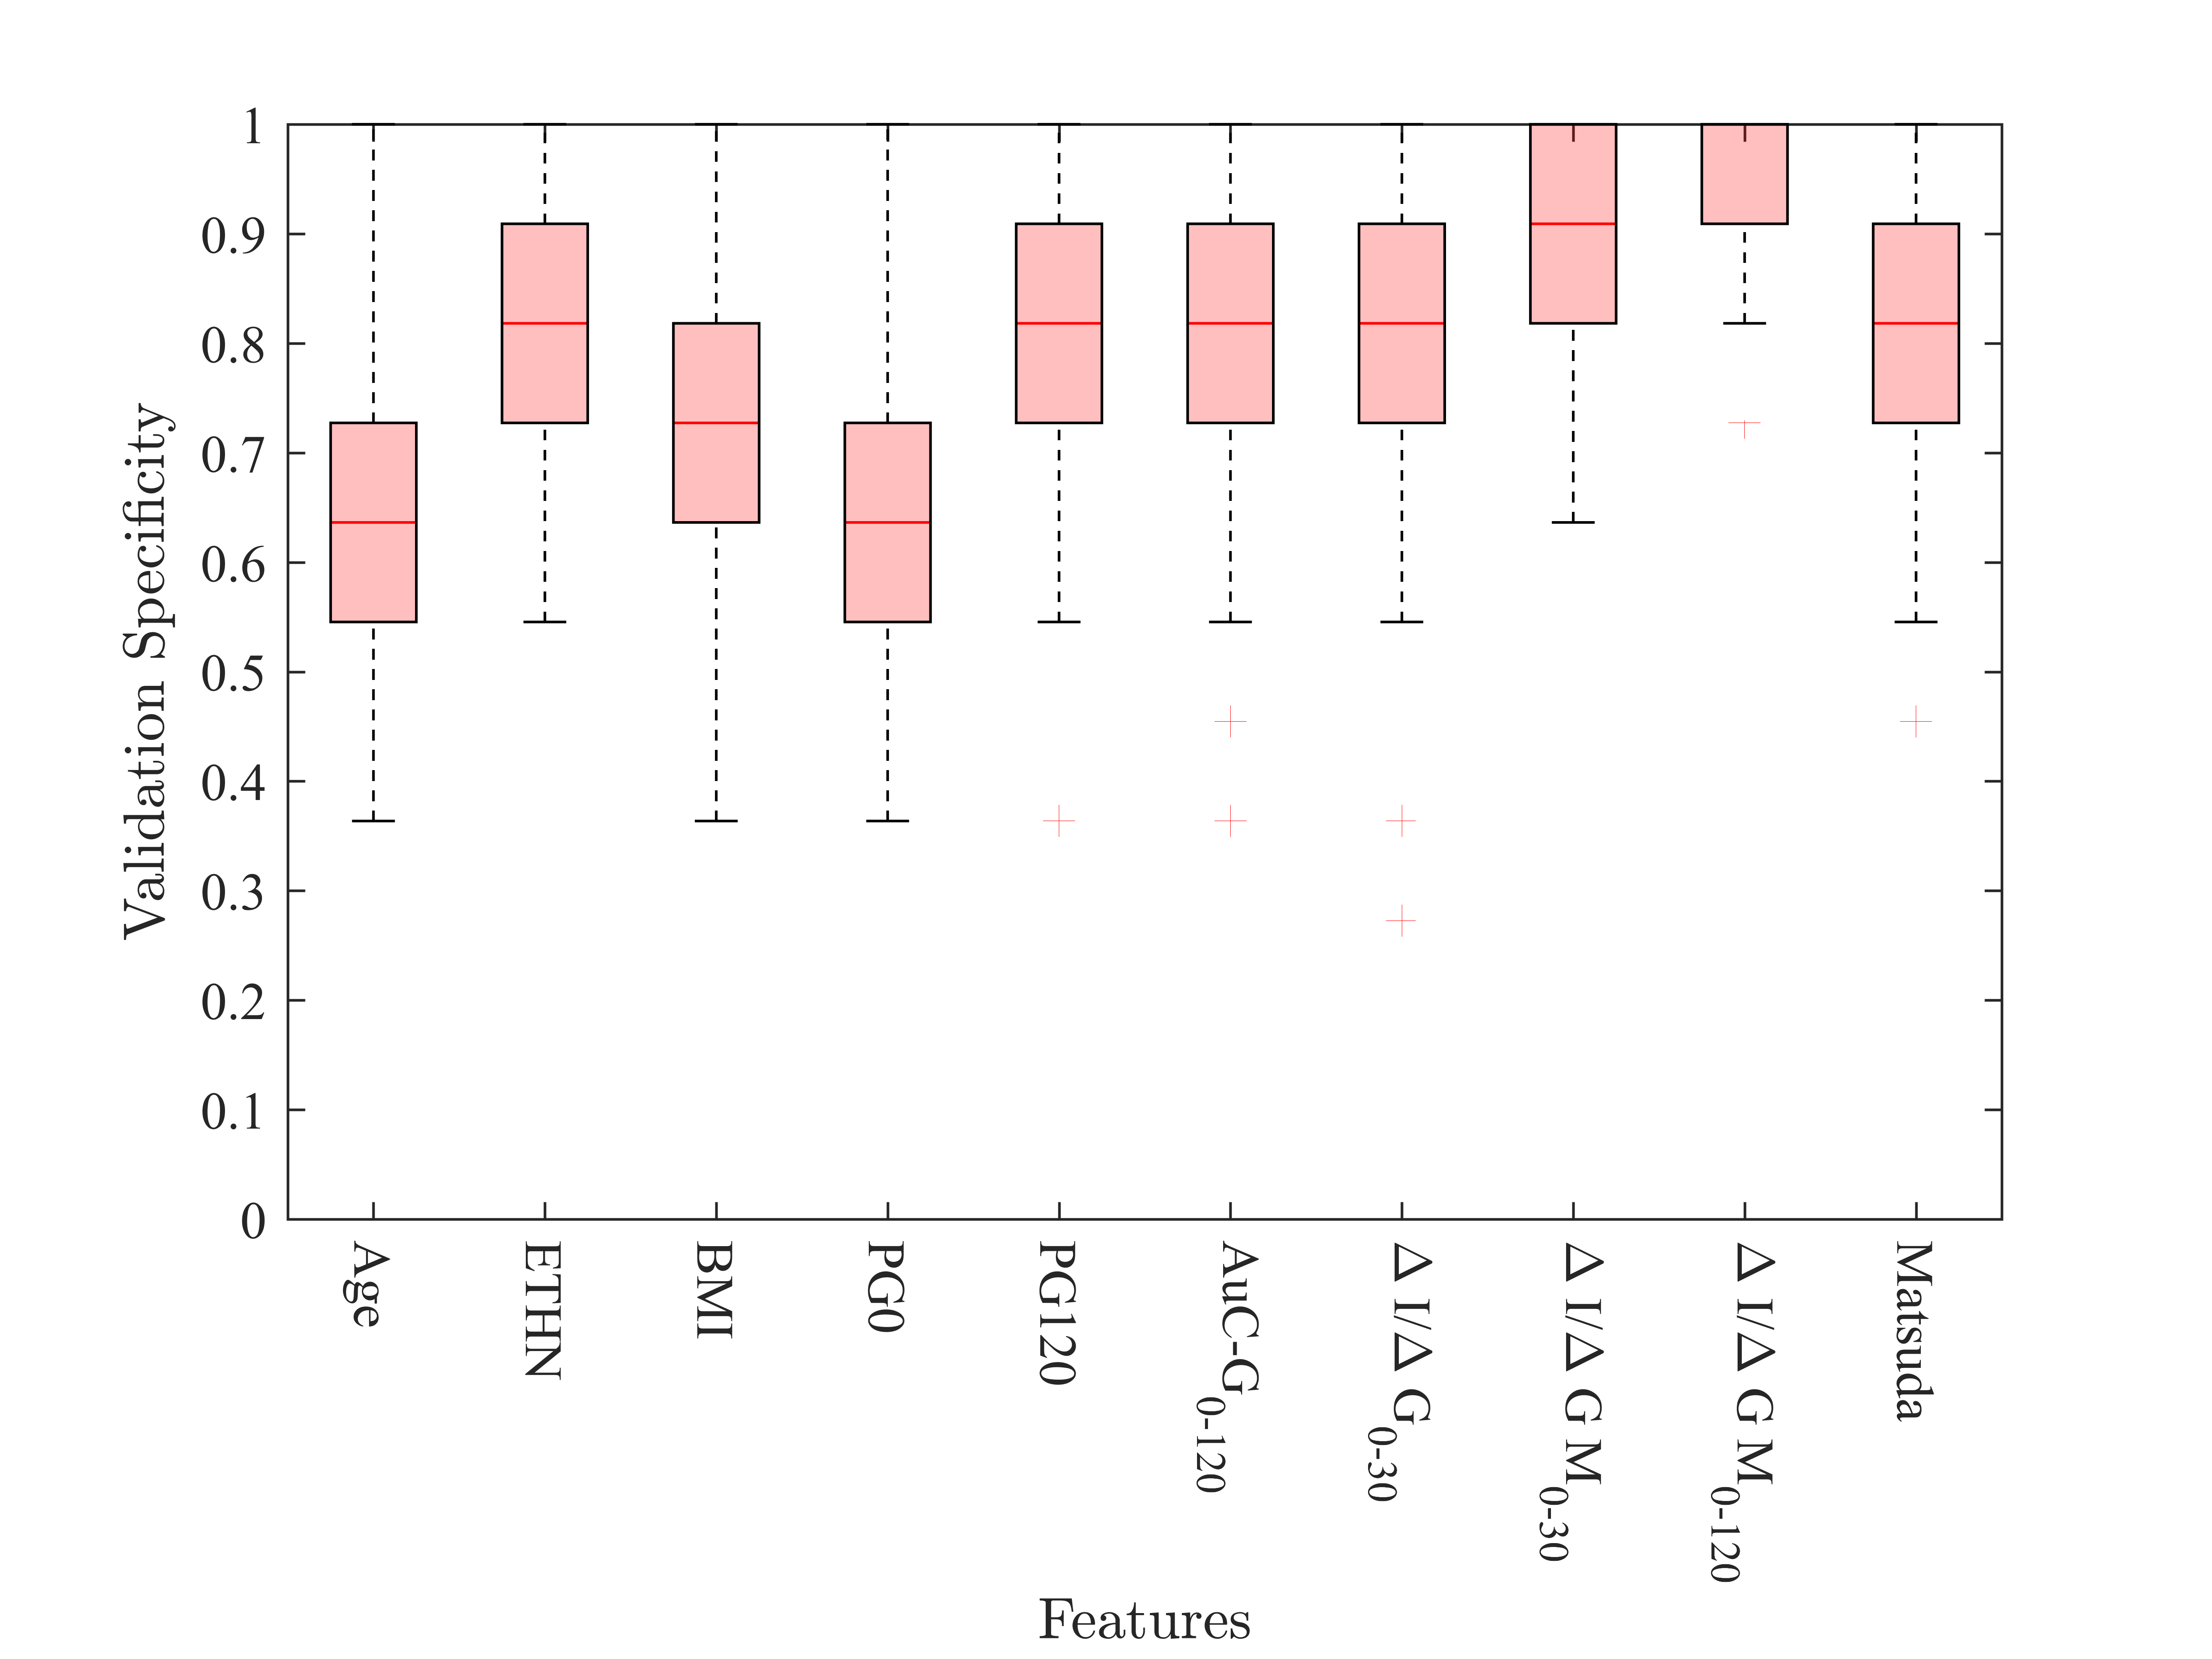 Validation Specificity
1
0.9
0.8
0.7
0.6
0.5
0.4
0.3
0.2
0.1
0
Age
ETHN
BMI
PG0
PG120
AuC-G0-120
Δ I/Δ G0-30
Δ I/Δ G M0-30
Δ I/Δ G M0-120
Matsuda
Features